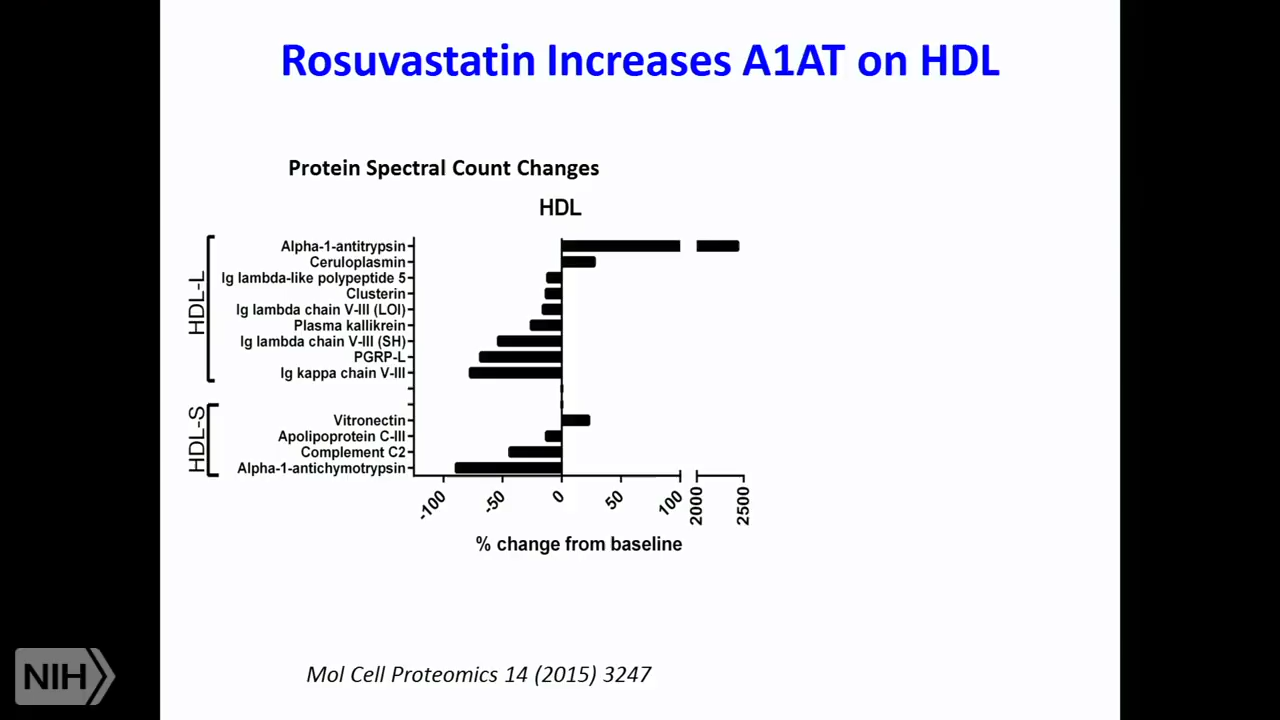 Rosuvastatin Increases A1AT on HDL
Protein Spectral Count Changes
HDL
HDL-L
Alpha-1-antitrypsin
Ceruloplasmin
Ig lambda-like polypeptide 5
Clusterin
Ig lambda chain V-III (LOI)
Plasma kallikrein
Ig lambda chain V-III (SH)
PGRP-L
Ig kappa chain V-III
HDL-S
Vitronectin
Apolipoprotein C-III
Complement C2
Alpha-1-antichymotrypsin
-100 -50 0 50 100 2000 2500
% change from baseline
Mol Cell Proteomics 14 (2015) 3247
NIH